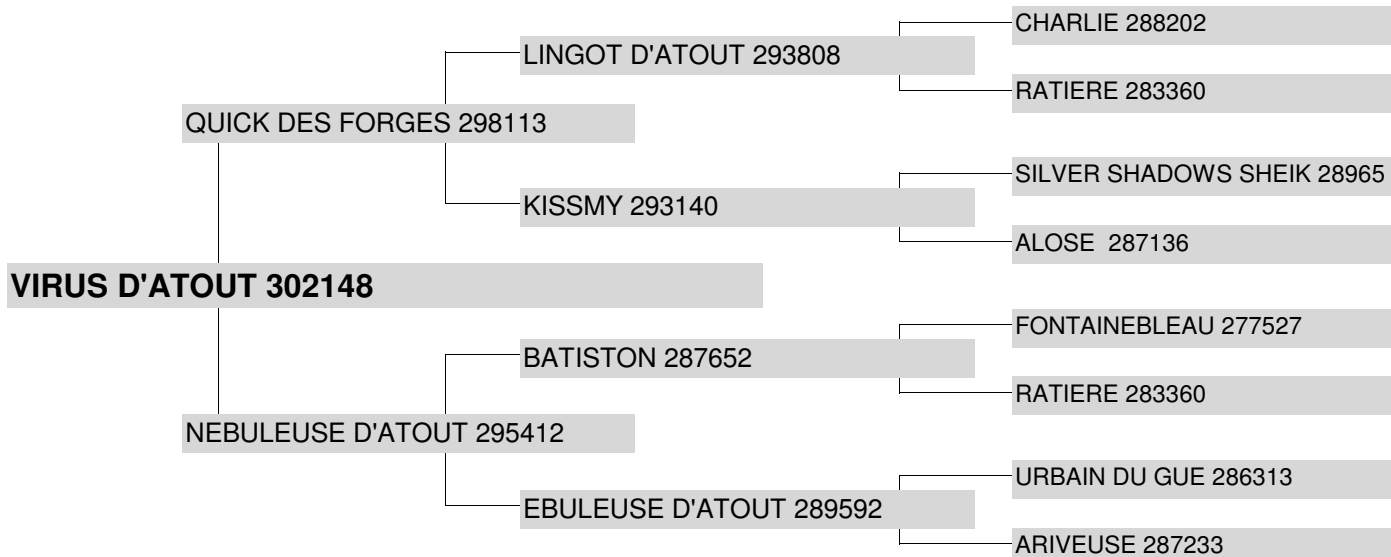 CHARLIE 288202
LINGOT D'ATOUT 293808
RATIERE 283360
QUICK DES FORGES 298113
SILVER SHADOWS SHEIK 28965
KISSMY 293140
ALOSE 287136
VIRUS D'ATOUT 302148
FONTAINEBLEAU 277527
BATISTON 287652
RATIERE 283360
NEBULEUSE D'ATOUT 295412
URBAIN DU GUE 286313
EBULEUSE D'ATOUT 289592
ARIVEUSE 287233